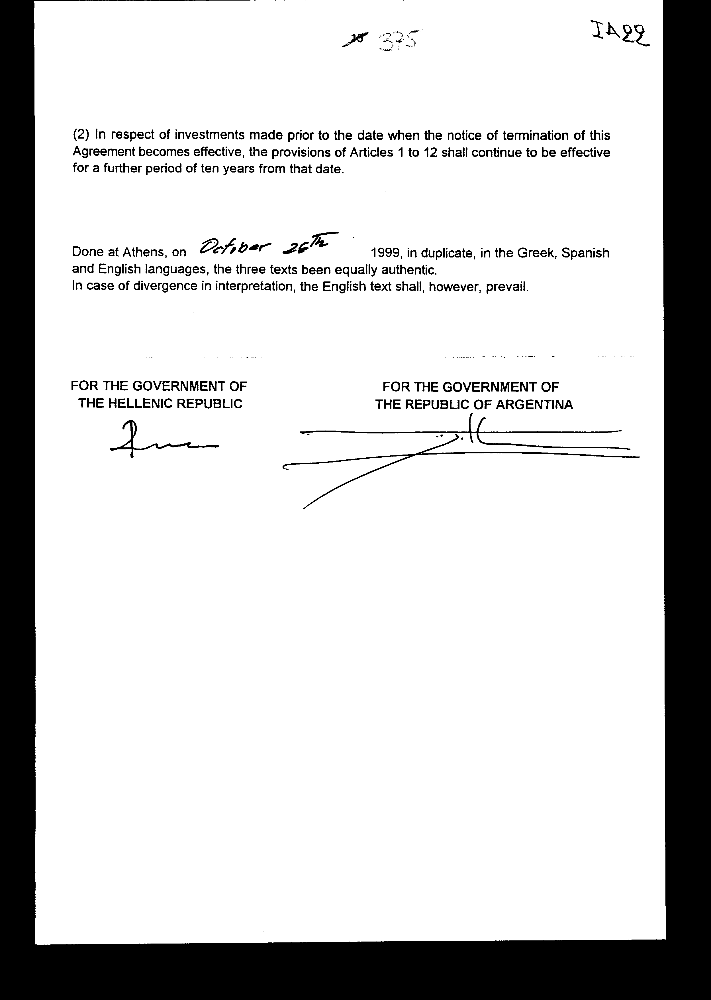 15 375
IA22
(2) In respect of investments made prior to the date when the notice of termination of this
Agreement becomes effective, the provisions of Articles 1 to 12 shall continue to be effective
for a further period of ten years from that date.
Done at Athens, on October 26Th 1999, in duplicate, in the Greek, Spanish
and English languages, the three texts been equally authentic.
In case of divergence in interpretation, the English text shall, however, prevail.
FOR THE GOVERNMENT OF
THE HELLENIC REPUBLIC
FOR THE GOVERNMENT OF
THE REPUBLIC OF ARGENTINA